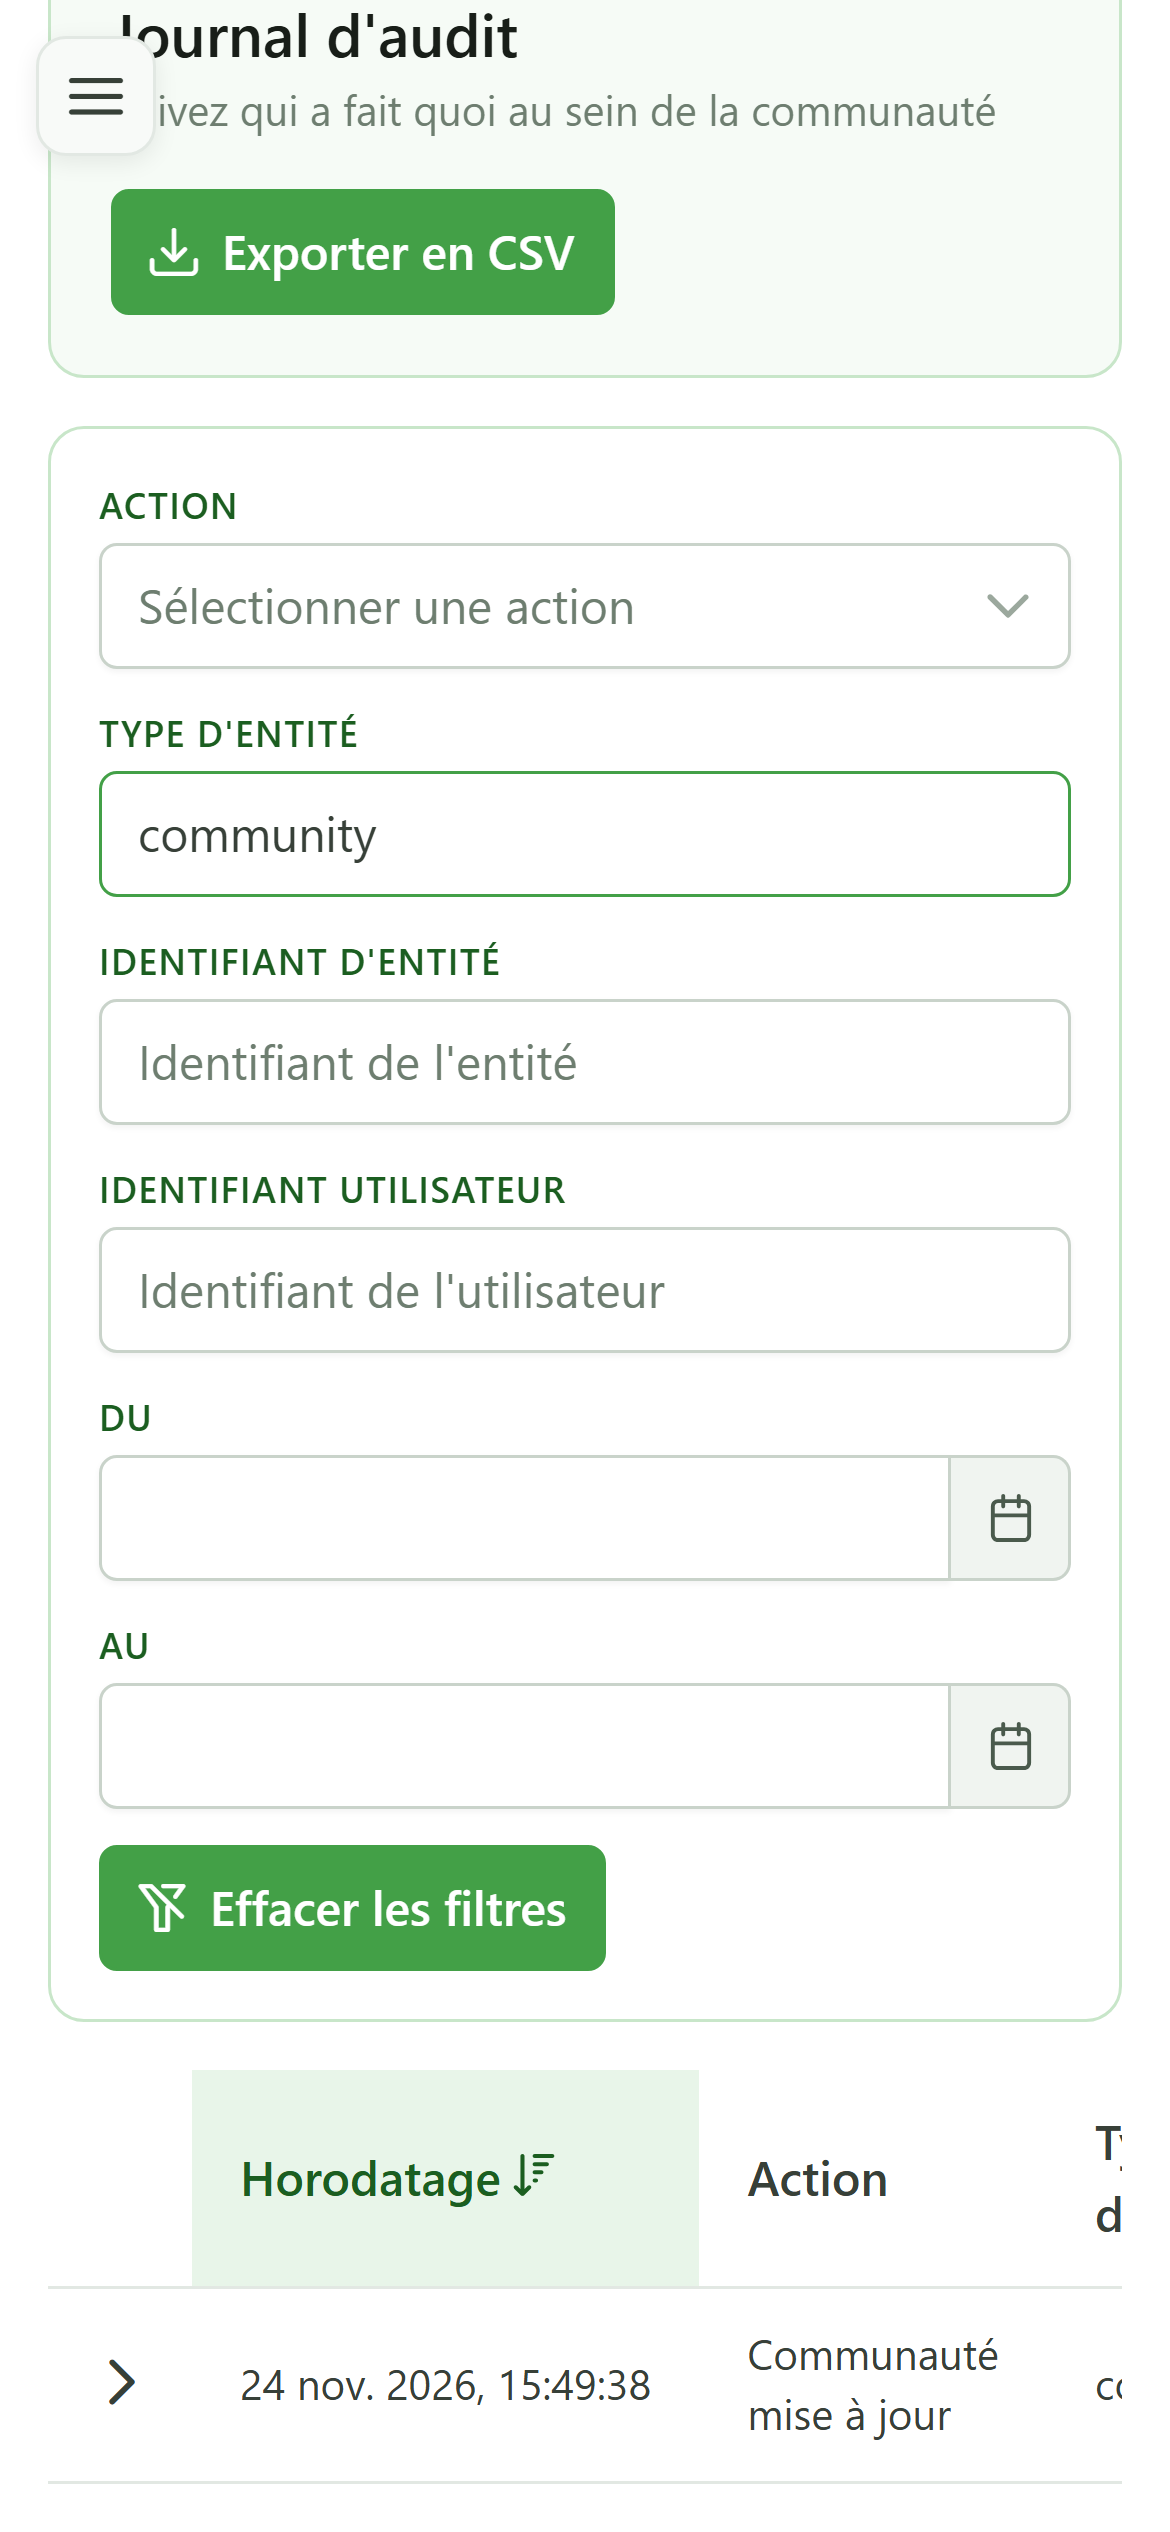 Journal d'audit
ivez qui a fait quoi au sein de la communauté
Exporter en CSV
ACTION
Sélectionner une action
TYPE D'ENTITÉ
community
IDENTIFIANT D'ENTITÉ
Identifiant de l'entité
IDENTIFIANT UTILISATEUR
Identifiant de l'utilisateur
DU
AU
Effacer les filtres
Horodatage
Action
24 nov. 2026, 15:49:38
Communauté
mise à jour